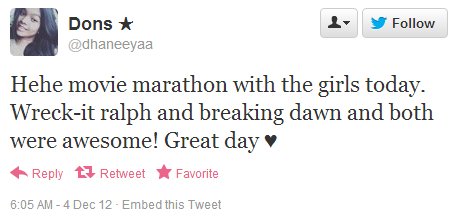 Dons ★
@dhaneeyaa
Follow
Hehe movie marathon with the girls today.
Wreck-it ralph and breaking dawn and both
were awesome! Great day ♥
Reply Retweet Favorite
6:05 AM - 4 Dec 12 · Embed this Tweet